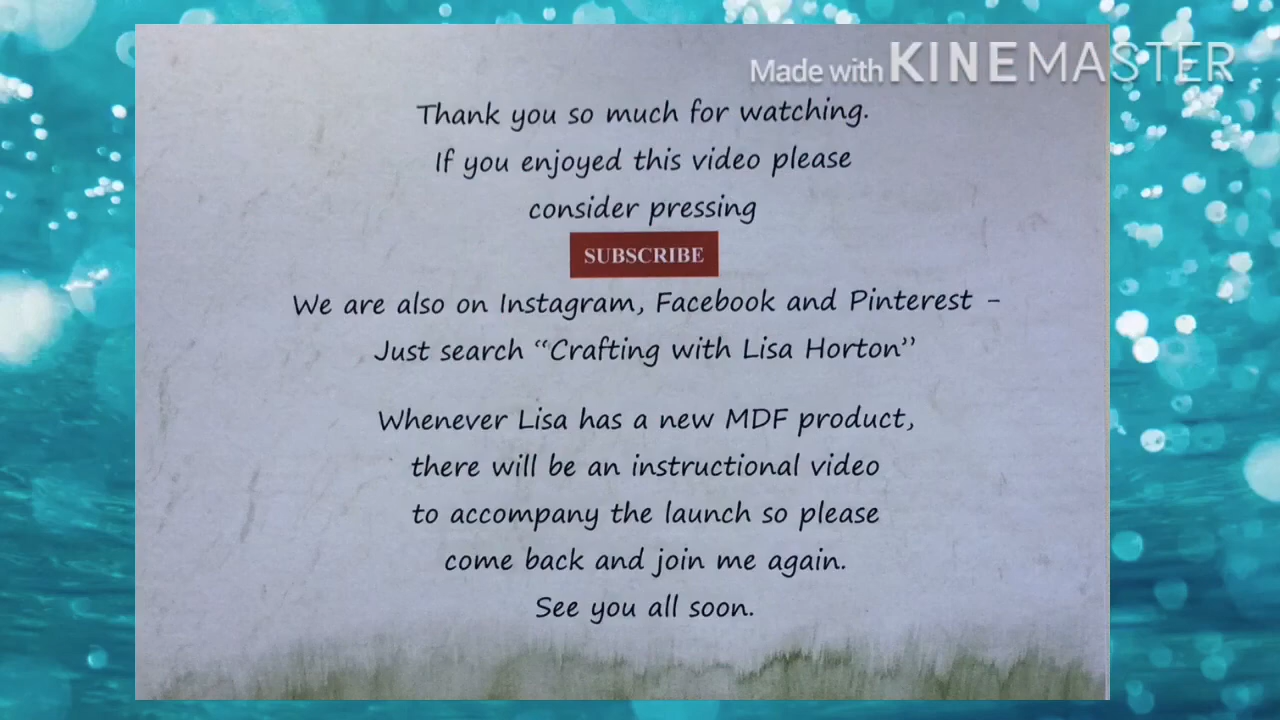 Made with KINEMASTER
Thank you so much for watching.
If you enjoyed this video please
consider pressing
SUBSCRIBE
We are also on Instagram, Facebook and Pinterest -
Just search “Crafting with Lisa Horton”
Whenever Lisa has a new MDF product,
there will be an instructional video
to accompany the launch so please
come back and join me again.
See you all soon.